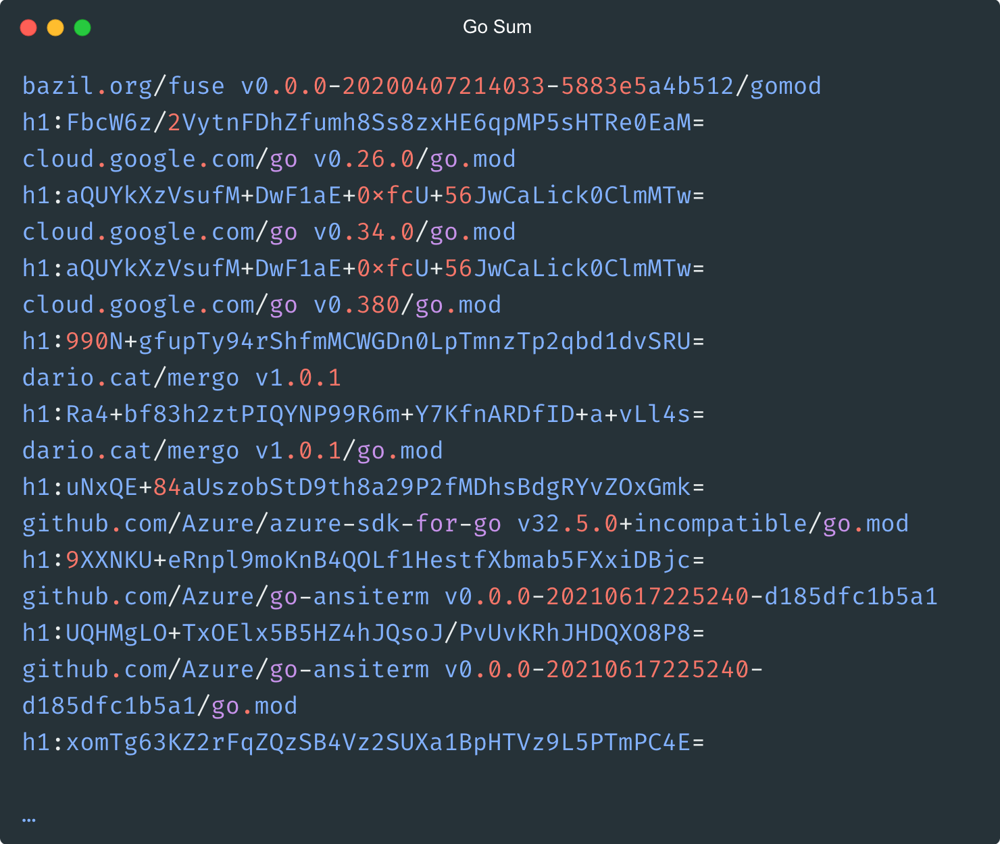 Go Sum
bazil.org/fuse v0.0.0-20200407214033-5883e5a4b512/gomod
h1:FbcW6z/2VytnFDhZfumh8Ss8zxHE6qpMP5sHTRe0EaM=
cloud.google.com/go v0.26.0/go.mod
h1:aQUYkXzVsufM+DwF1aE+0×fcU+56JwCaLick0ClmMTw=
cloud.google.com/go v0.34.0/go.mod
h1:aQUYkXzVsufM+DwF1aE+0×fcU+56JwCaLick0ClmMTw=
cloud.google.com/go v0.380/go.mod
h1:990N+gfupTy94rShfmMCWGDn0LpTmnzTp2qbd1dvSRU=
dario.cat/mergo v1.0.1
h1:Ra4+bf83h2ztPIQYNP99R6m+Y7KfnARDfID+a+vLl4s=
dario.cat/mergo v1.0.1/go.mod
h1:uNxQE+84aUszobStD9th8a29P2fMDhsBdgRYvZOxGmk=
github.com/Azure/azure-sdk-for-go v32.5.0+incompatible/go.mod
h1:9XXNKU+eRnpl9moKnB4QOLf1HestfXbmab5FXxiDBjc=
github.com/Azure/go-ansiterm v0.0.0-20210617225240-d185dfc1b5a1
h1:UQHMgLO+TxOElx5B5HZ4hJQsoJ/PvUvKRhJHDQXO8P8=
github.com/Azure/go-ansiterm v0.0.0-20210617225240-
d185dfc1b5a1/go.mod
h1:xomTg63KZ2rFqZQzSB4Vz2SUXa1BpHTVz9L5PTmPC4E=
…